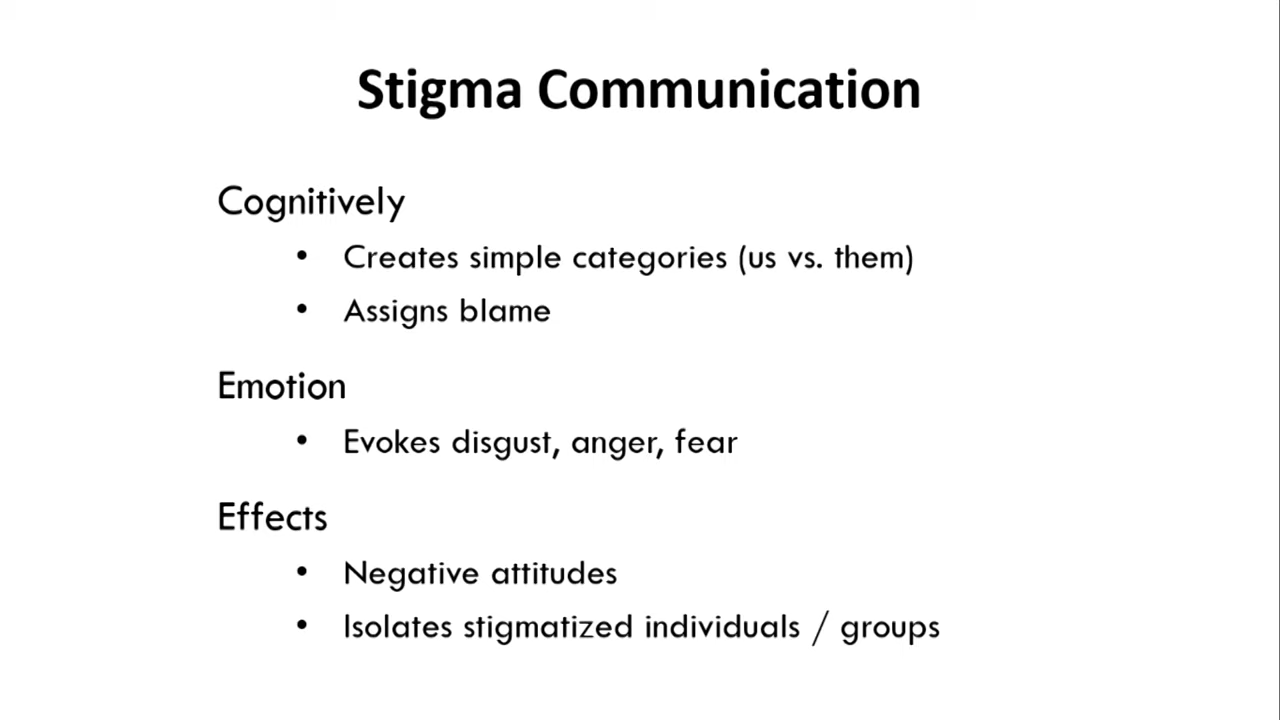 Stigma Communication
Cognitively
• Creates simple categories (us vs. them)
• Assigns blame
Emotion
• Evokes disgust, anger, fear
Effects
• Negative attitudes
• Isolates stigmatized individuals / groups